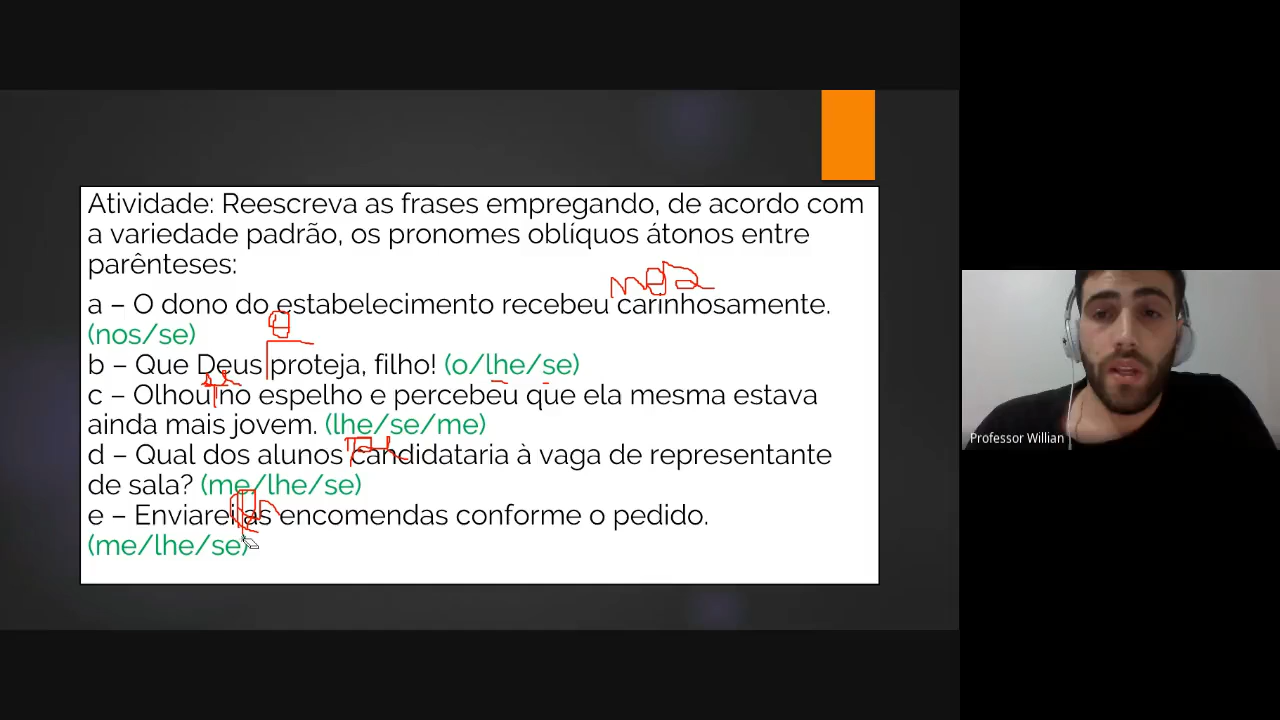 Atividade: Reescreva as frases empregando, de acordo com
a variedade padrão, os pronomes oblíquos átonos entre
parênteses:
a – O dono do estabelecimento recebeu carinhosamente.
(nos/se)
b – Que Deus proteja, filho! (o/lhe/se)
c – Olhou no espelho e percebeu que ela mesma estava
ainda mais jovem. (lhe/se/me)
d – Qual dos alunos candidataria à vaga de representante
de sala? (me/lhe/se)
e – Enviarei as encomendas conforme o pedido.
(me/lhe/se)
Professor Willian